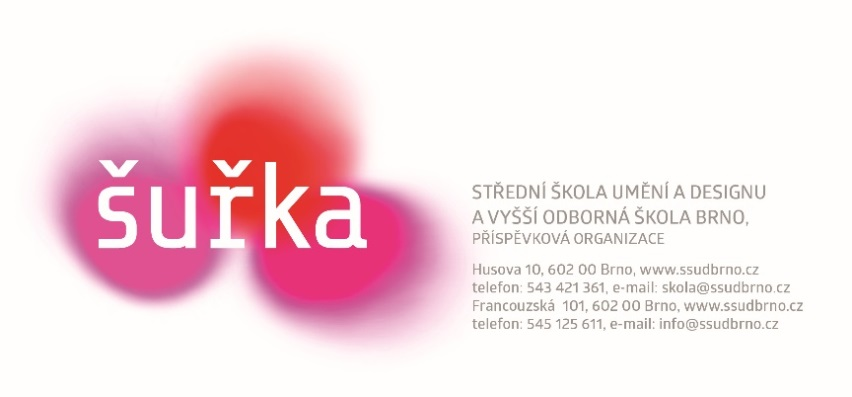 šuřka
STŘEDNÍ ŠKOLA UMĚNÍ A DESIGNU
A VYŠŠÍ ODBORNÁ ŠKOLA BRNO,
PŘÍSPĚVKOVÁ ORGANIZACE
Husova 10, 602 00 Brno, www.ssudbrno.cz
telefon: 543 421 361, e-mail: skola@ssudbrno.cz
Francouzská 101, 602 00 Brno, www.ssudbrno.cz
telefon: 545 125 611, e-mail: info@ssudbrno.cz